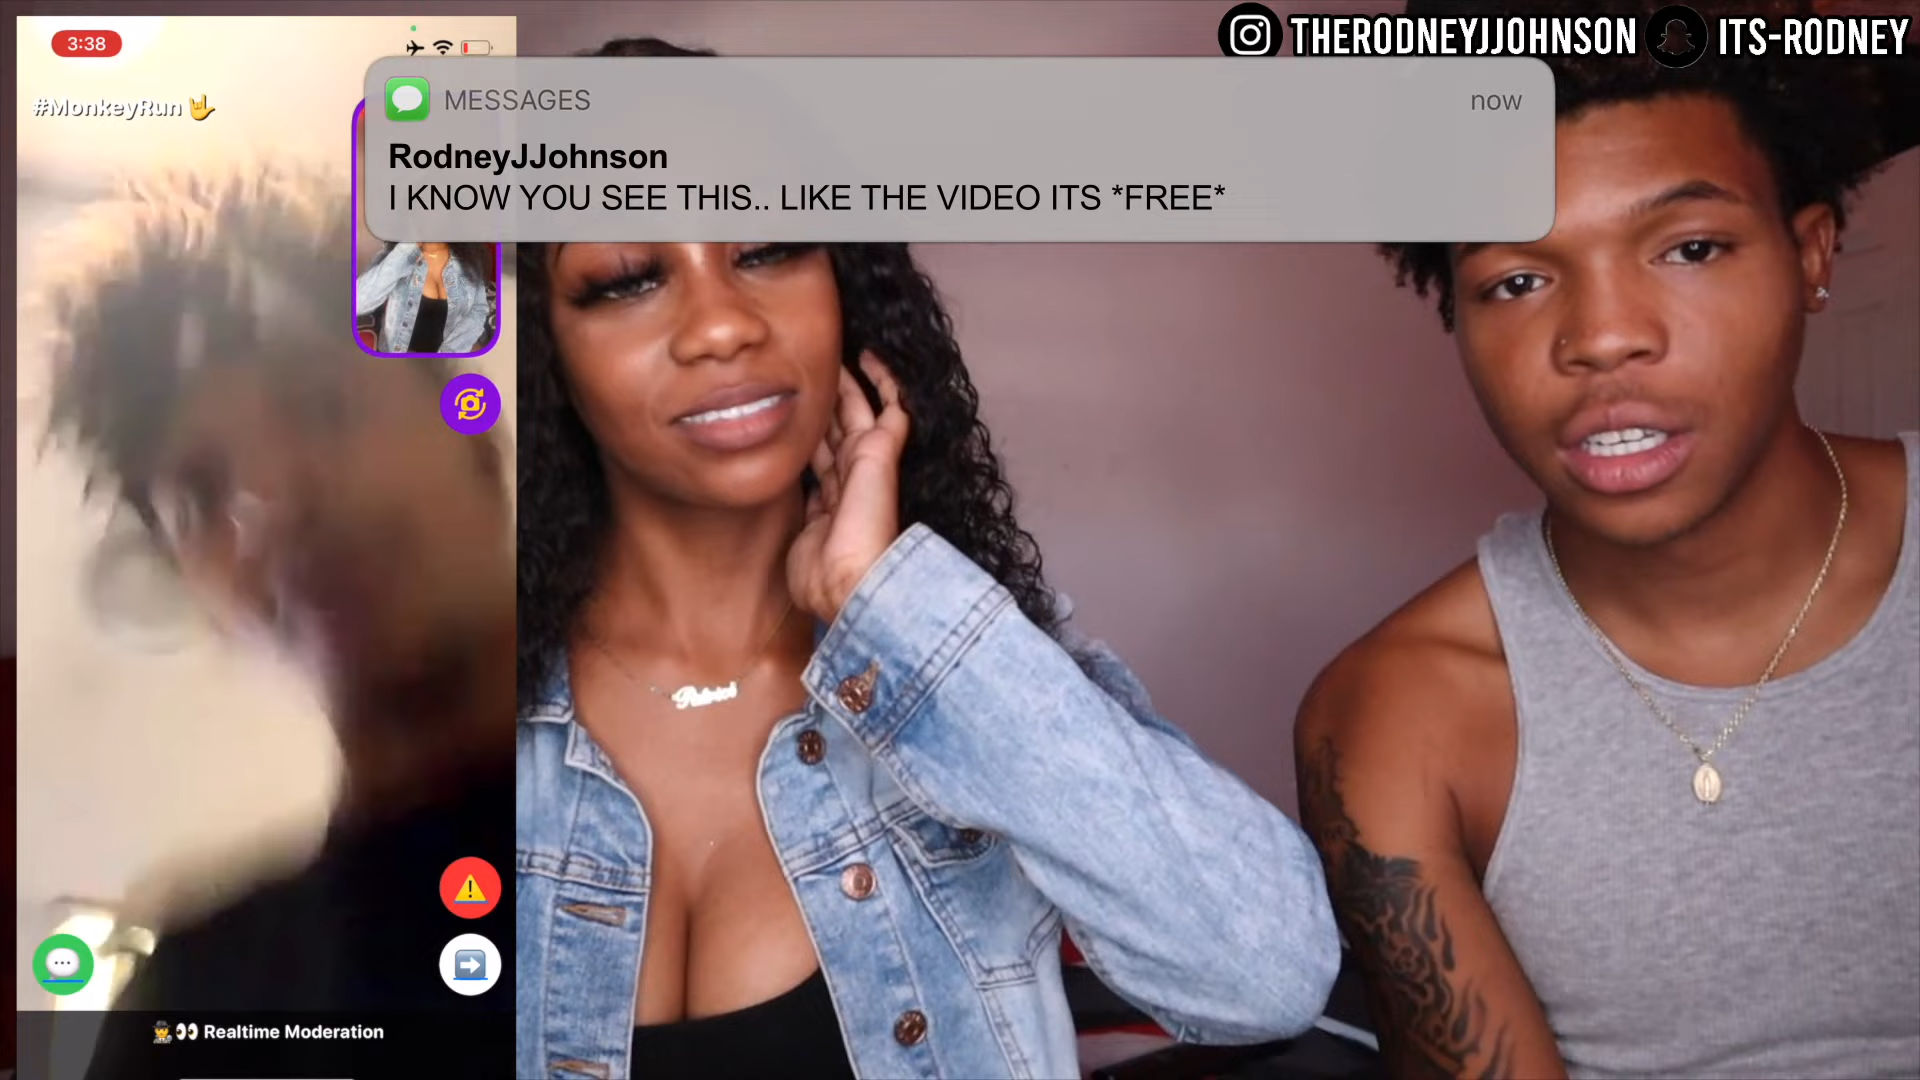 THERODNEYJJOHNSON ITS-RODNEY
3:38
#MonkeyRun
MESSAGES now
RodneyJJohnson
I KNOW YOU SEE THIS.. LIKE THE VIDEO ITS *FREE*
Realtime Moderation